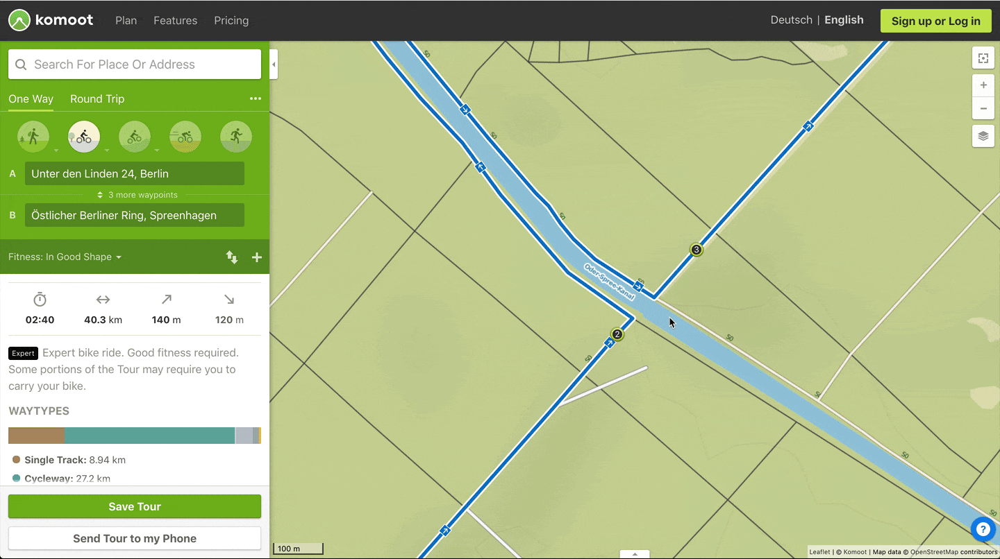 komoot Plan Features Pricing Deutsch | English Sign up or Log in
Search For Place Or Address
One Way Round Trip
A Unter den Linden 24, Berlin
3 more waypoints
B Östlicher Berliner Ring, Spreenhagen
Fitness: In Good Shape
02:40 40.3 km 140 m 120 m
Expert Expert bike ride. Good fitness required.
Some portions of the Tour may require you to
carry your bike.
WAYTYPES
Single Track: 8.94 km
Cycleway: 27.2 km
Save Tour
Send Tour to my Phone
50
50
50
3
50
Oder-Spree-Kanal
2
50
50
50
50
50
100 m
+
−
?
Leaflet | © Komoot | Map data © OpenStreetMap contributors